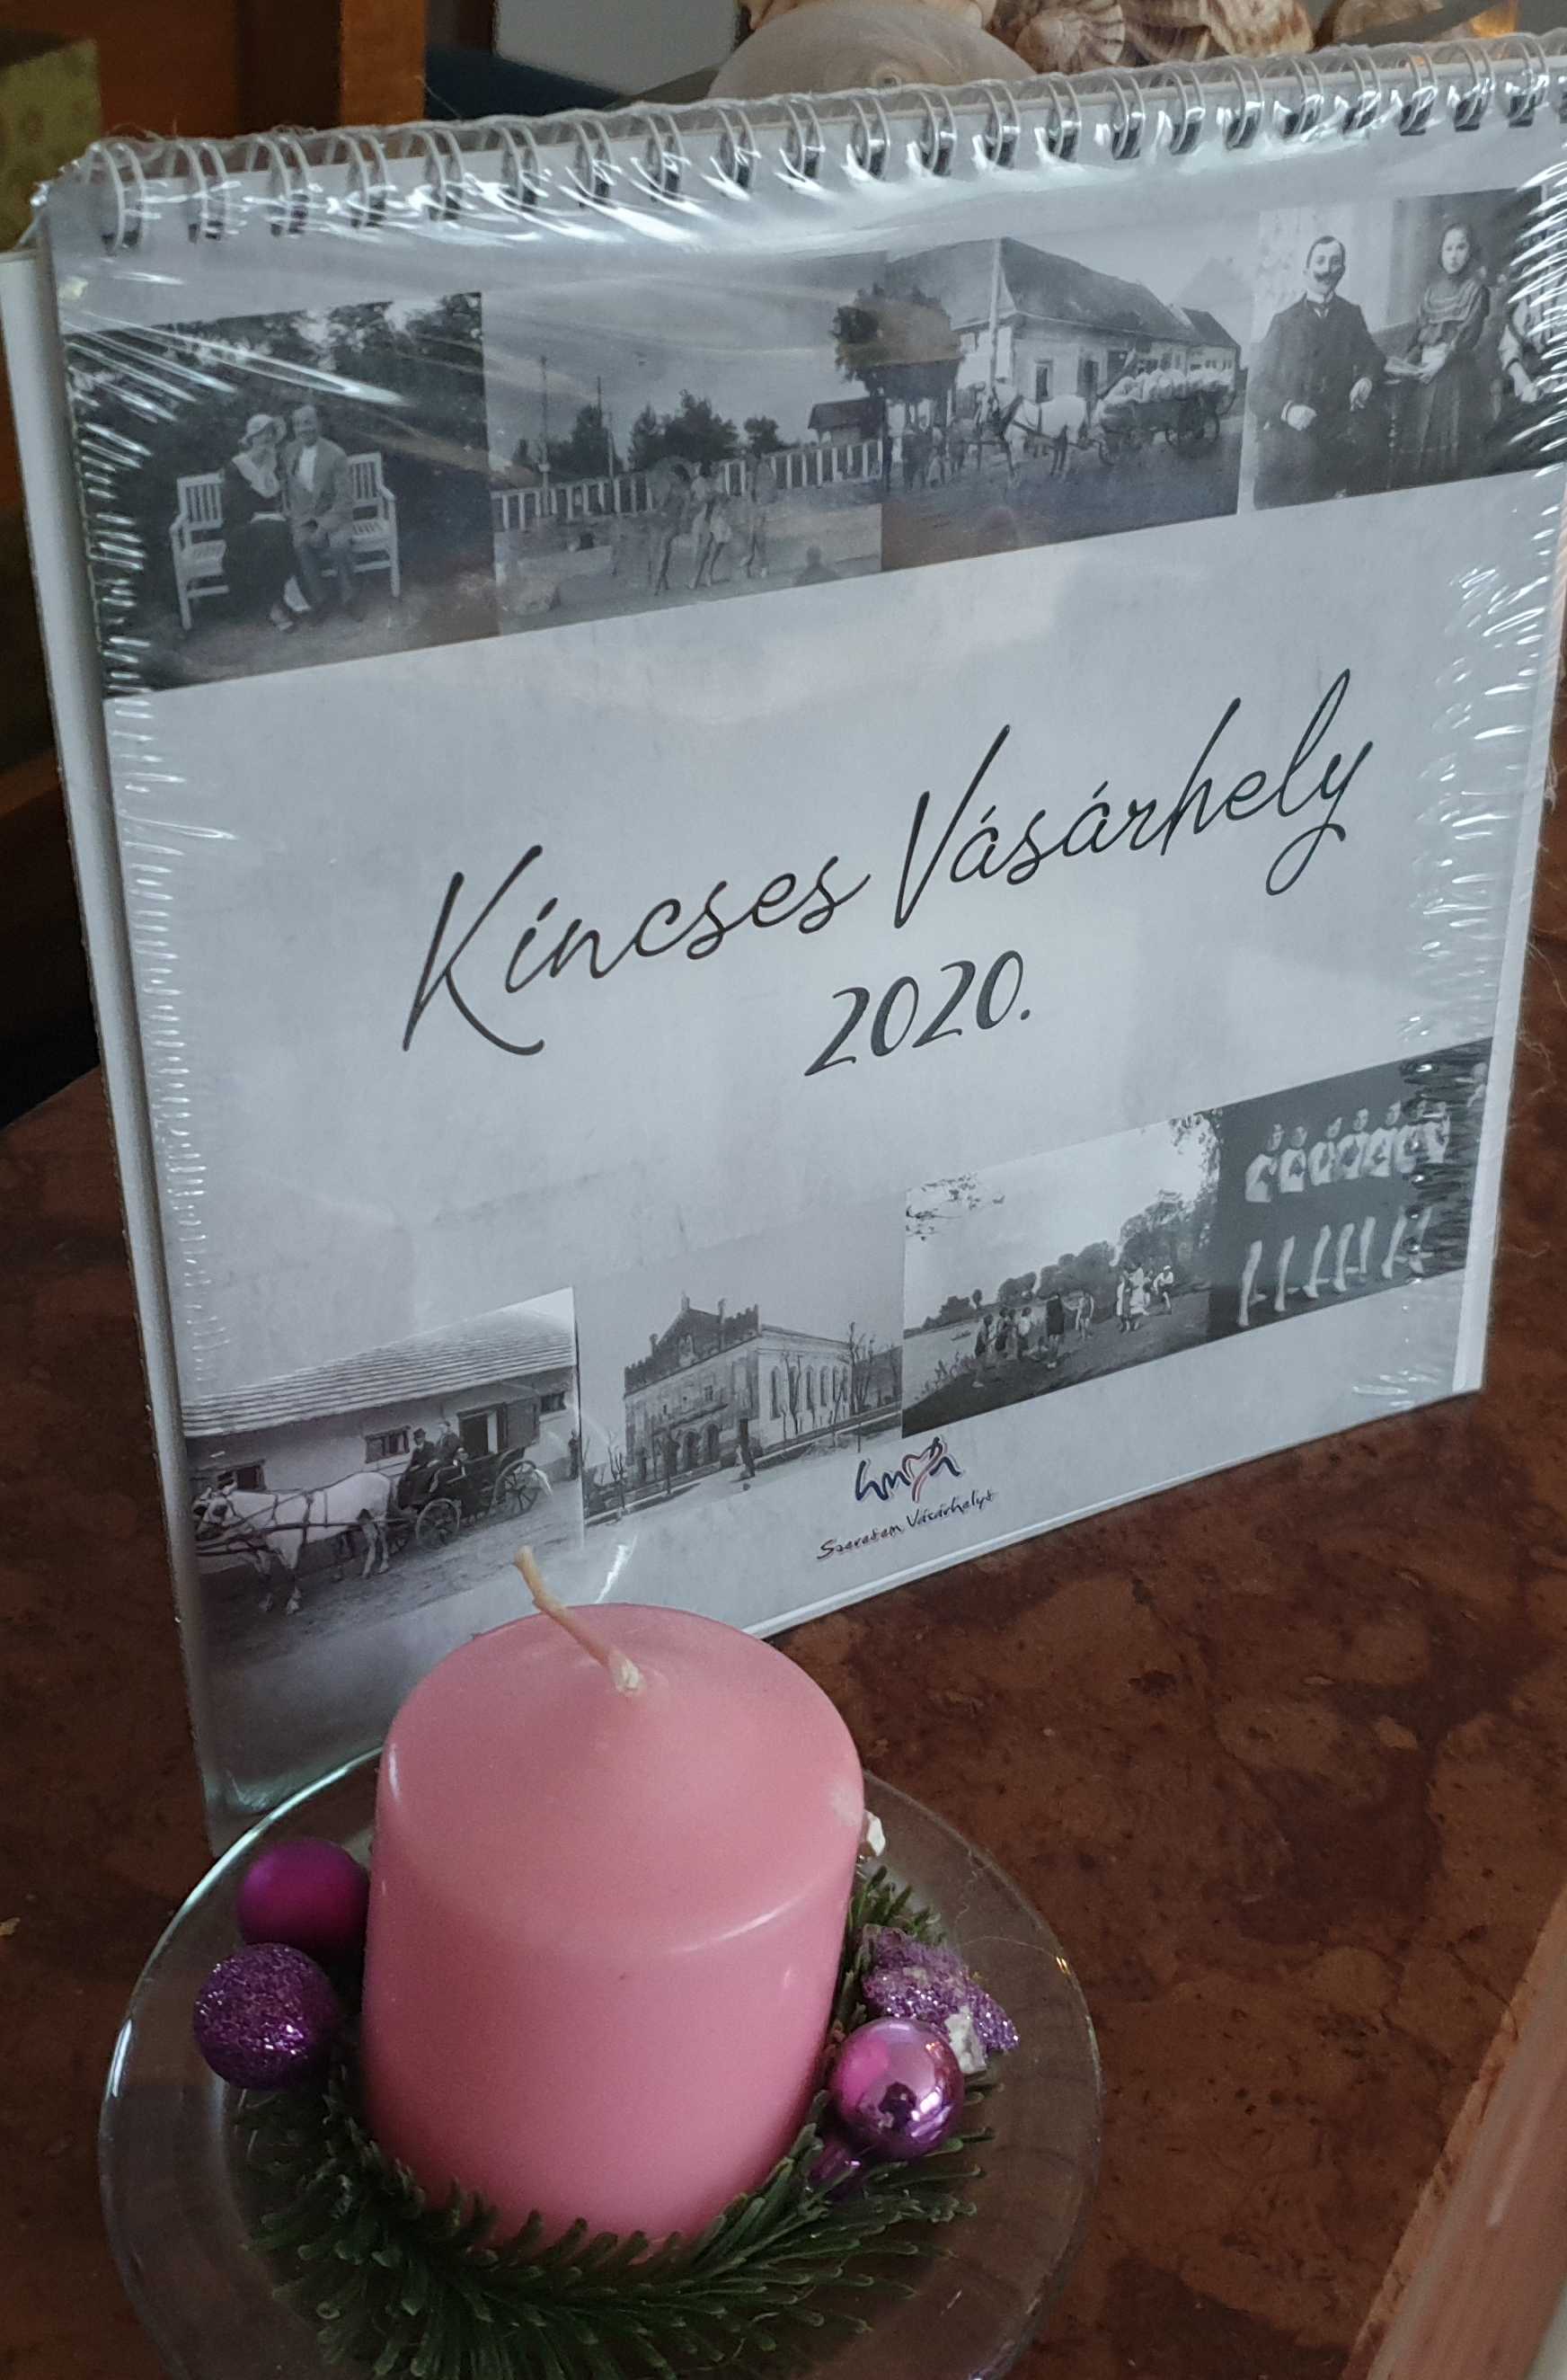 Kincses Vásárhely
2020.
Szeretem Vásárhelyt